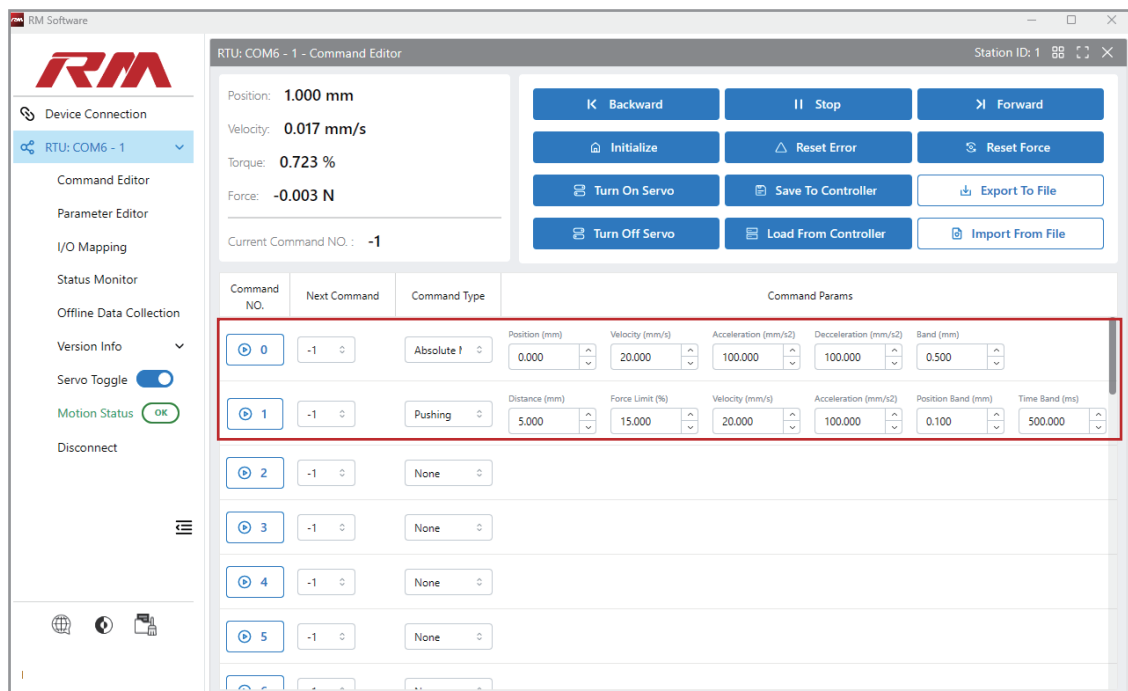 RM RM Software
RM
Device Connection
RTU: COM6 - 1
Command Editor
Parameter Editor
I/O Mapping
Status Monitor
Offline Data Collection
Version Info
Servo Toggle
Motion Status OK
Disconnect
RTU: COM6 - 1 - Command Editor
Station ID: 1
Position: 1.000 mm
Velocity: 0.017 mm/s
Torque: 0.723 %
Force: -0.003 N
Current Command NO. : -1
Backward Stop Forward
Initialize Reset Error Reset Force
Turn On Servo Save To Controller Export To File
Turn Off Servo Load From Controller Import From File
Command
NO.
Next Command
Command Type
Command Params
Position (mm) Velocity (mm/s) Acceleration (mm/s2) Decceleration (mm/s2) Band (mm)
0 -1 Absolute 0.000 20.000 100.000 100.000 0.500
Distance (mm) Force Limit (%) Velocity (mm/s) Acceleration (mm/s2) Position Band (mm) Time Band (ms)
1 -1 Pushing 5.000 15.000 20.000 100.000 0.100 500.000
2 -1 None
3 -1 None
4 -1 None
5 -1 None